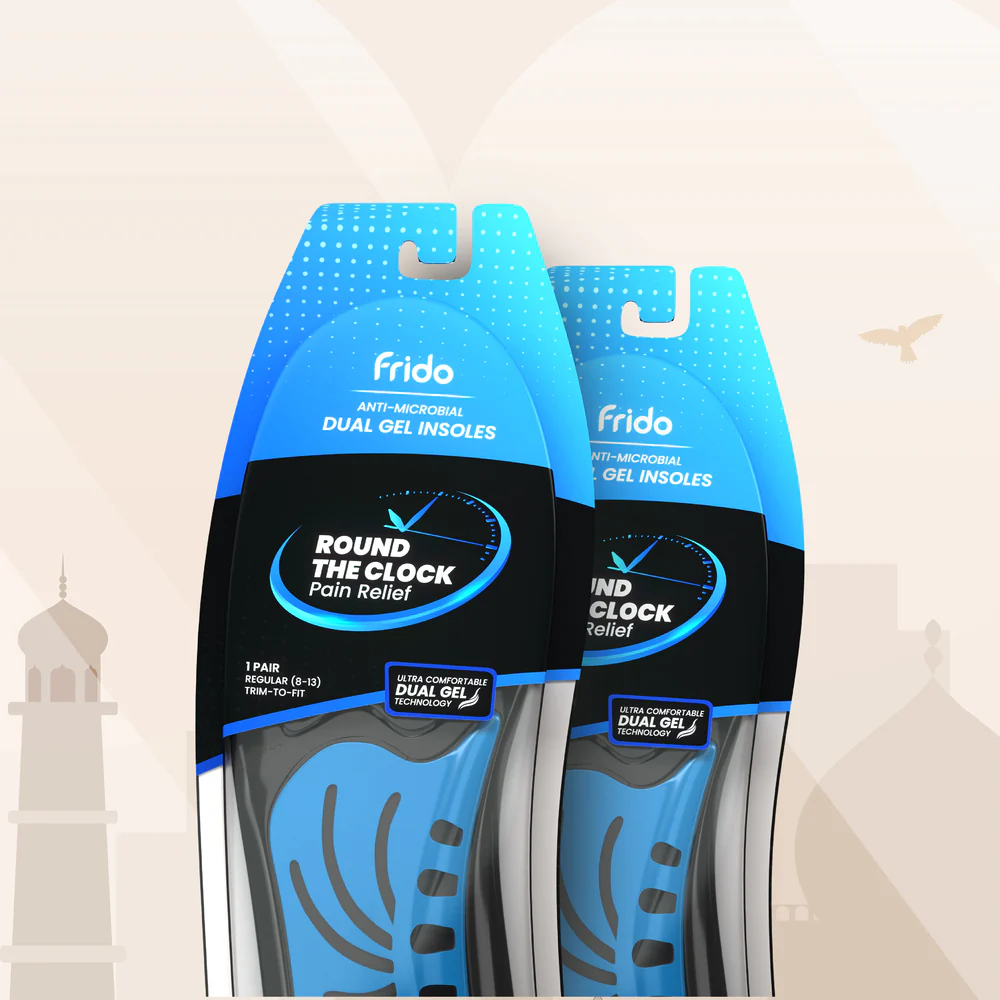 Frido
ANTI-MICROBIAL
DUAL GEL INSOLES
ROUND
THE CLOCK
Pain Relief
1 PAIR
REGULAR (8-13)
TRIM-TO-FIT
ULTRA COMFORTABLE
DUAL GEL
TECHNOLOGY
Frido
NTI-MICROBIAL
L GEL INSOLES
UND
CLOCK
Relief
ULTRA COMFORTABLE
DUAL GEL
TECHNOLOGY